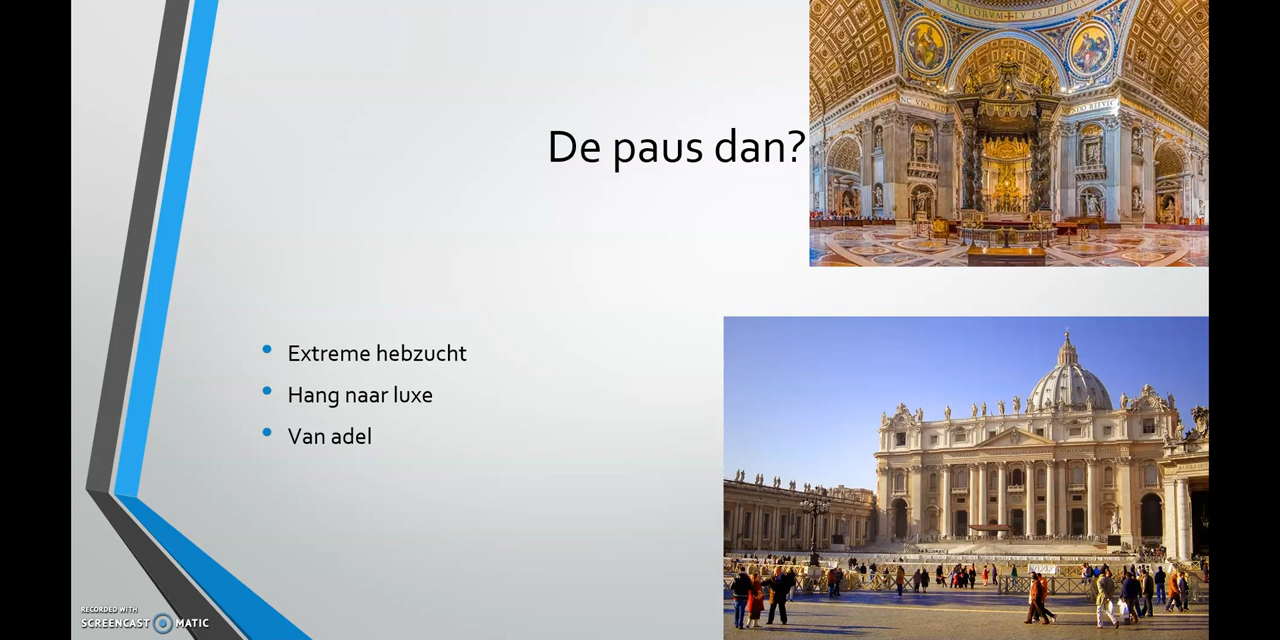 De paus dan?
Extreme hebzucht
Hang naar luxe
Van adel
RECORDED WITH
SCREENCAST MATIC